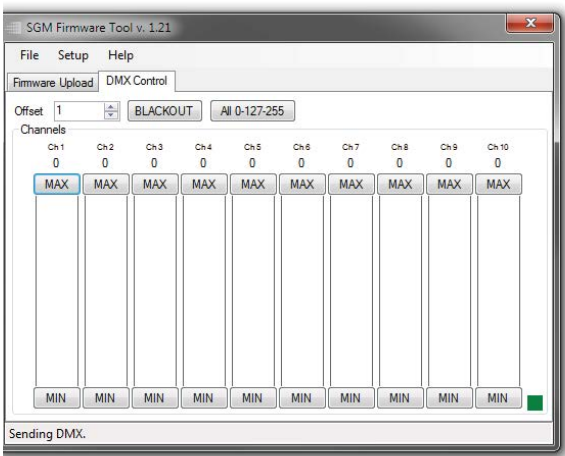 SGM Firmware Tool v. 1.21
File Setup Help
Firmware Upload DMX Control
Offset 1 BLACKOUT All 0-127-255
Channels
Ch 1 Ch 2 Ch 3 Ch 4 Ch 5 Ch 6 Ch 7 Ch 8 Ch 9 Ch 10
0 0 0 0 0 0 0 0 0 0
MAX MAX MAX MAX MAX MAX MAX MAX MAX MAX
MIN MIN MIN MIN MIN MIN MIN MIN MIN MIN
Sending DMX.